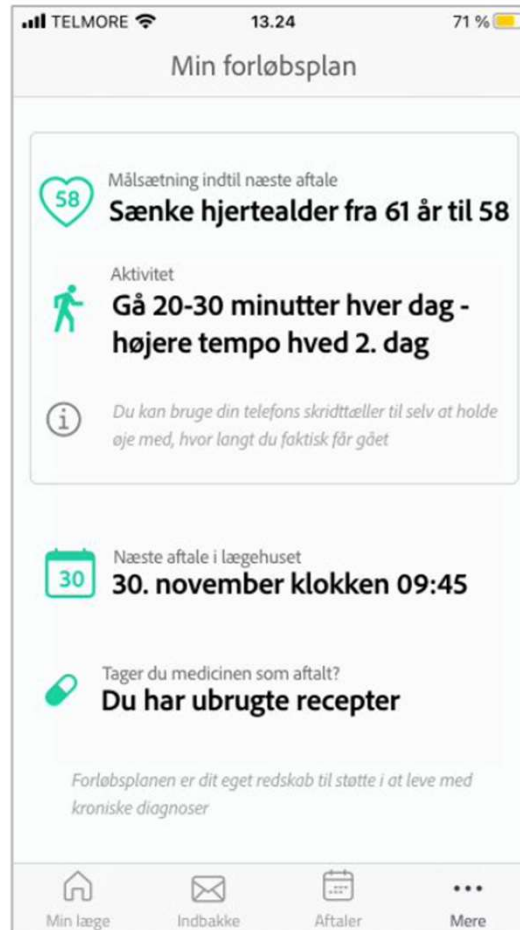 TELMORE 13.24 71 %
Min forløbsplan
58
Målsætning indtil næste aftale
Sænke hjertealder fra 61 år til 58
Aktivitet
Gå 20-30 minutter hver dag -
højere tempo hved 2. dag
Du kan bruge din telefons skridttæller til selv at holde
øje med, hvor langt du faktisk får gået
Næste aftale i lægehuset
30
30. november klokken 09:45
Tager du medicinen som aftalt?
Du har ubrugte recepter
Forløbsplanen er dit eget redskab til støtte i at leve med
kroniske diagnoser
Min læge Indbakke Aftaler Mere